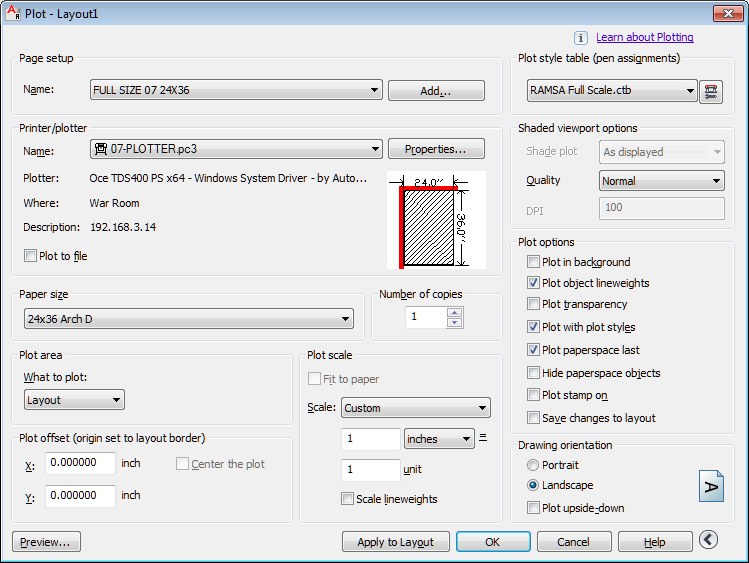 Plot - Layout1
Learn about Plotting
Page setup
Name:
FULL SIZE 07 24X36
Add...
Plot style table (pen assignments)
RAMSA Full Scale.ctb
Printer/plotter
Name:
07-PLOTTER.pc3
Properties...
Plotter:
Oce TDS400 PS x64 - Windows System Driver - by Auto...
Where:
War Room
Description:
192.168.3.14
Plot to file
24.0''
36.0''
Shaded viewport options
Shade plot
As displayed
Quality
Normal
DPI
100
Paper size
24x36 Arch D
Number of copies
1
Plot area
What to plot:
Layout
Plot offset (origin set to layout border)
X:
0.000000
inch
Center the plot
Y:
0.000000
inch
Plot scale
Fit to paper
Scale:
Custom
1
inches
=
1
unit
Scale lineweights
Plot options
Plot in background
Plot object lineweights
Plot transparency
Plot with plot styles
Plot paperspace last
Hide paperspace objects
Plot stamp on
Save changes to layout
Drawing orientation
Portrait
Landscape
Plot upside-down
A
Preview...
Apply to Layout
OK
Cancel
Help